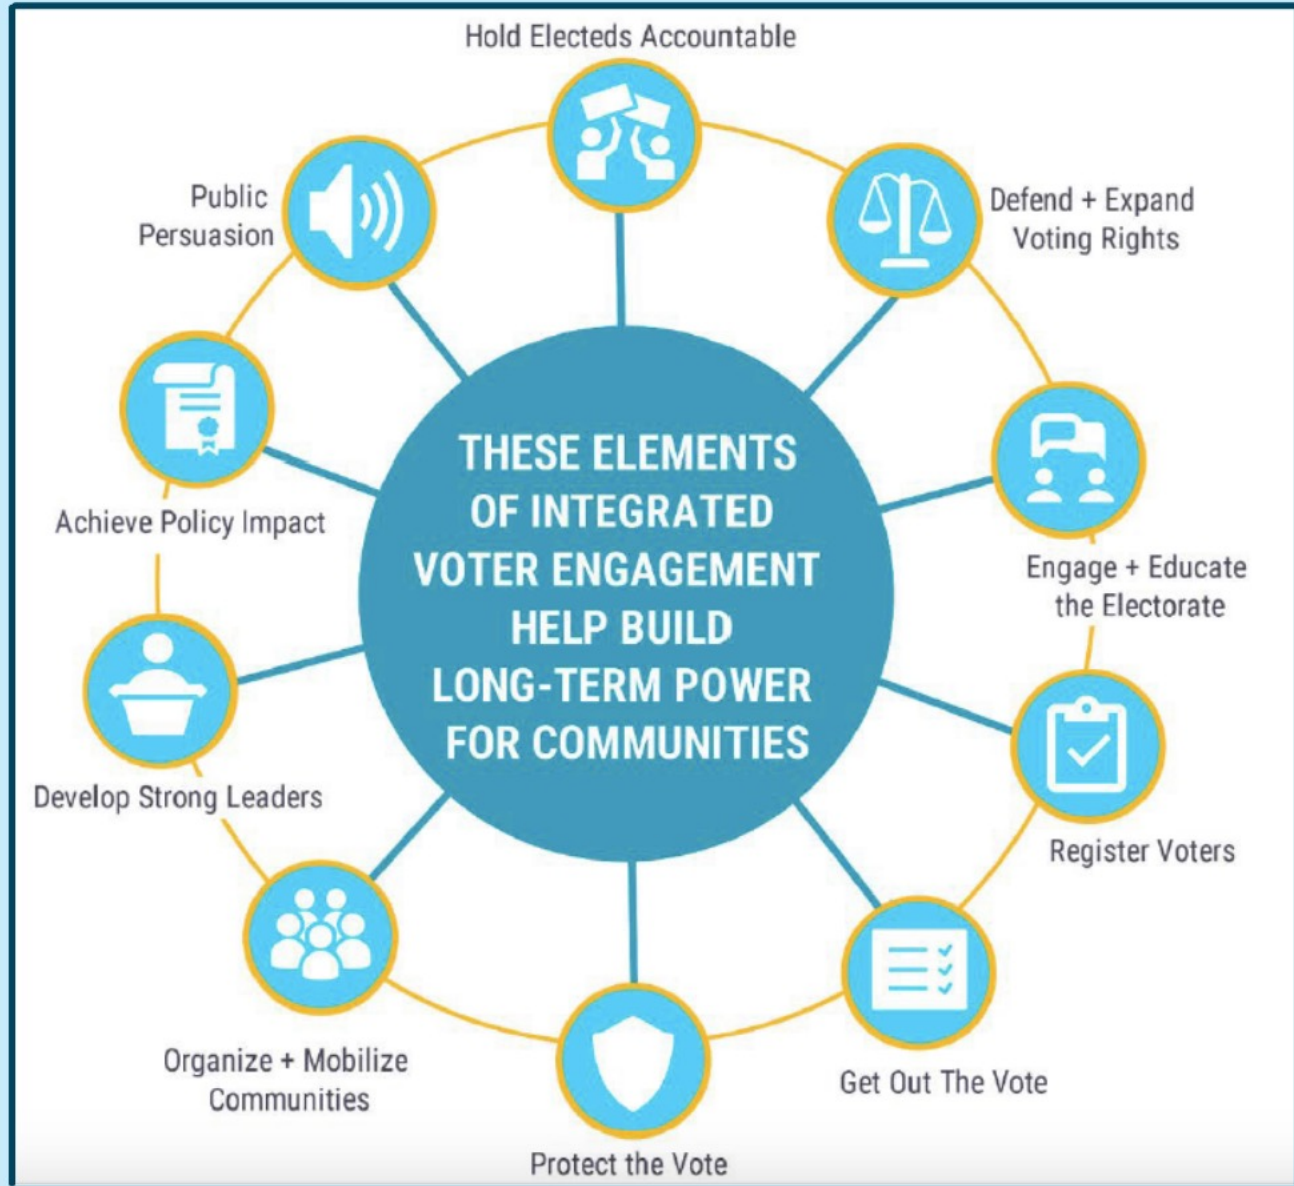 Hold Electeds Accountable
Defend + Expand
Voting Rights
Engage + Educate
the Electorate
Register Voters
Get Out The Vote
Protect the Vote
Organize + Mobilize
Communities
Develop Strong Leaders
Achieve Policy Impact
Public
Persuasion
THESE ELEMENTS
OF INTEGRATED
VOTER ENGAGEMENT
HELP BUILD
LONG-TERM POWER
FOR COMMUNITIES